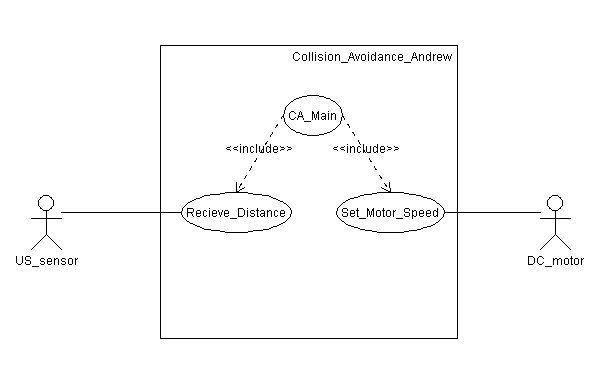 Collision_Avoidance_Andrew
CA_Main
<<include>> <<include>>
Recieve_Distance Set_Motor_Speed
US_sensor DC_motor